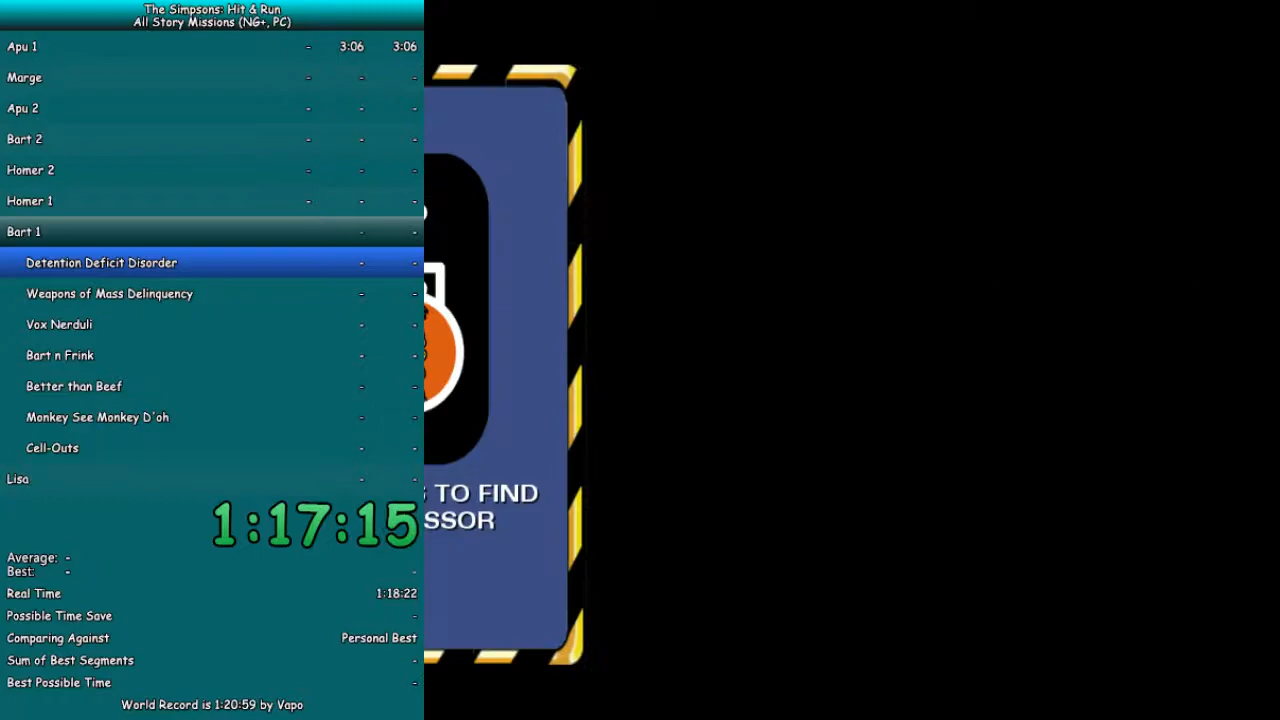 The Simpsons: Hit & Run
All Story Missions (NG+, PC)
Apu 1 - 3:06 3:06
Marge - - -
Apu 2 - - -
Bart 2 - - -
Homer 2 - - -
Homer 1 - - -
Bart 1 - -
Detention Deficit Disorder - -
Weapons of Mass Delinquency - -
Vox Nerduli - -
Bart n Frink - -
Better than Beef - -
Monkey See Monkey D'oh - -
Cell-Outs - -
Lisa - -
TO FIND
SSOR
1:17:15
Average: -
Best: - -
Real Time 1:18:22
Possible Time Save -
Comparing Against Personal Best
Sum of Best Segments -
Best Possible Time -
World Record is 1:20:59 by Vapo